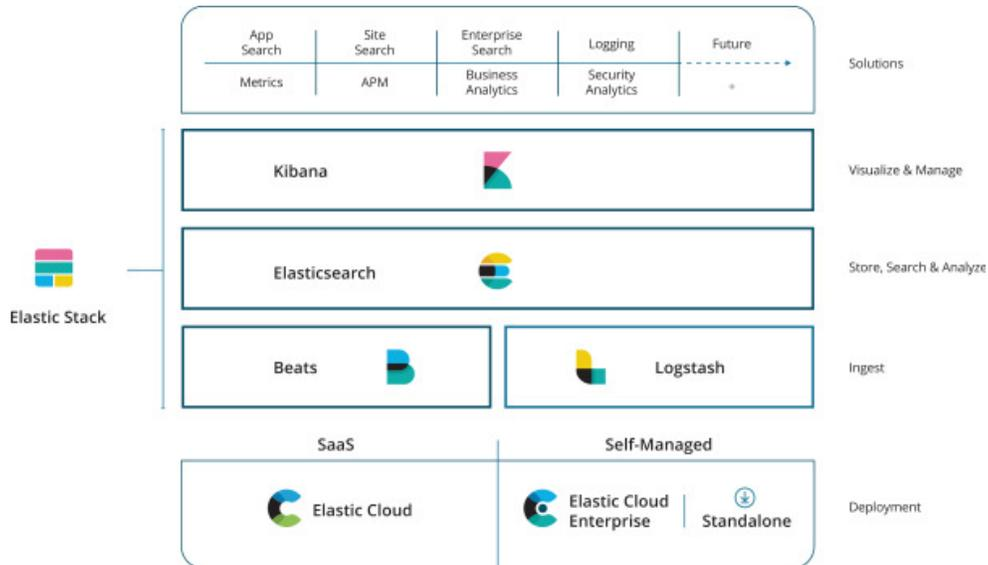 App
Search
Site
Search
Enterprise
Search
Logging
Future
Solutions
Metrics
APM
Business
Analytics
Security
Analytics
Kibana
Visualize & Manage
Elasticsearch
Store, Search & Analyze
Elastic Stack
Beats
Logstash
Ingest
SaaS
Self-Managed
Elastic Cloud
Elastic Cloud
Enterprise
Standalone
Deployment